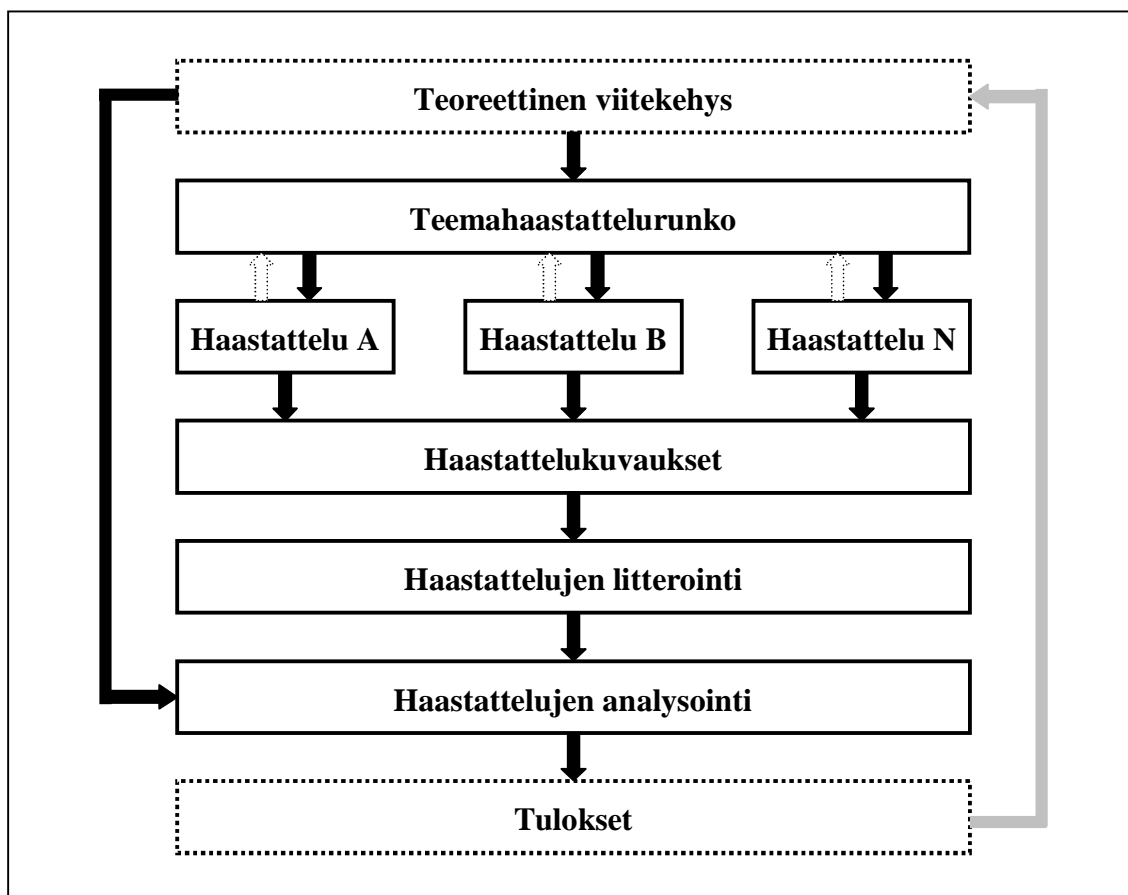 Teoreettinen viitekehys
Teemahaastattelurunko
Haastattelu A
Haastattelu B
Haastattelu N
Haastattelukuvaukset
Haastattelujen litterointi
Haastattelujen analysointi
Tulokset